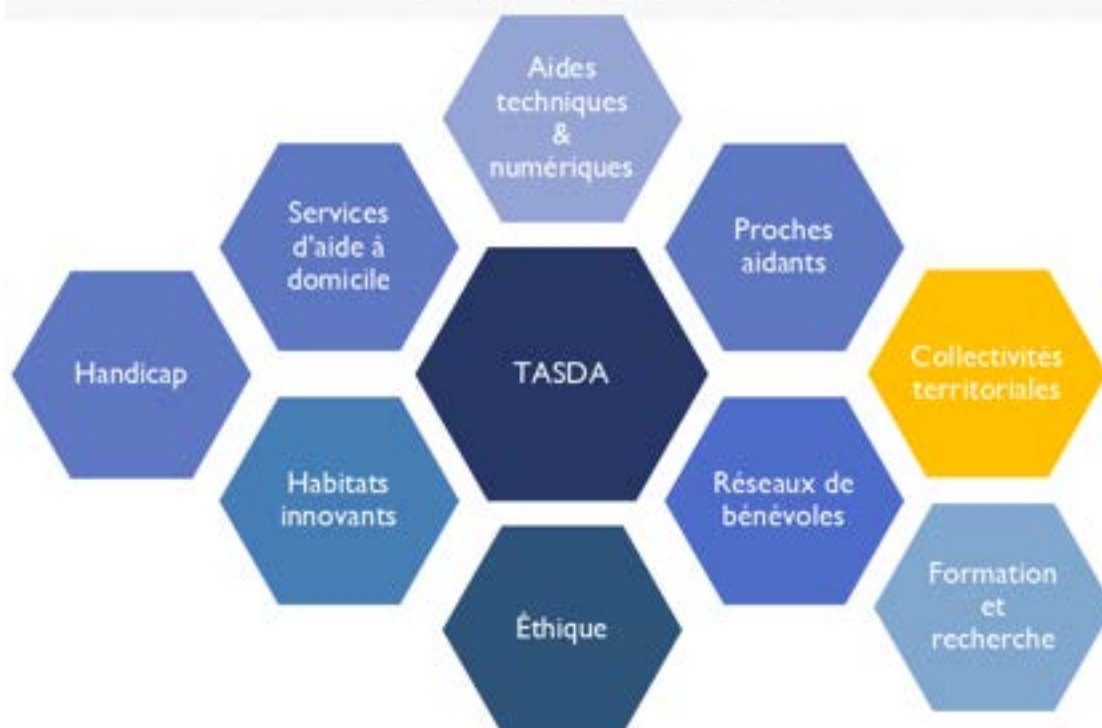 Aides
techniques
&
numériques
Services
d'aide à
domicile
Proches
aidants
Handicap
TASDA
Collectivités
territoriales
Habitats
innovants
Réseaux de
bénévoles
Éthique
Formation
et
recherche